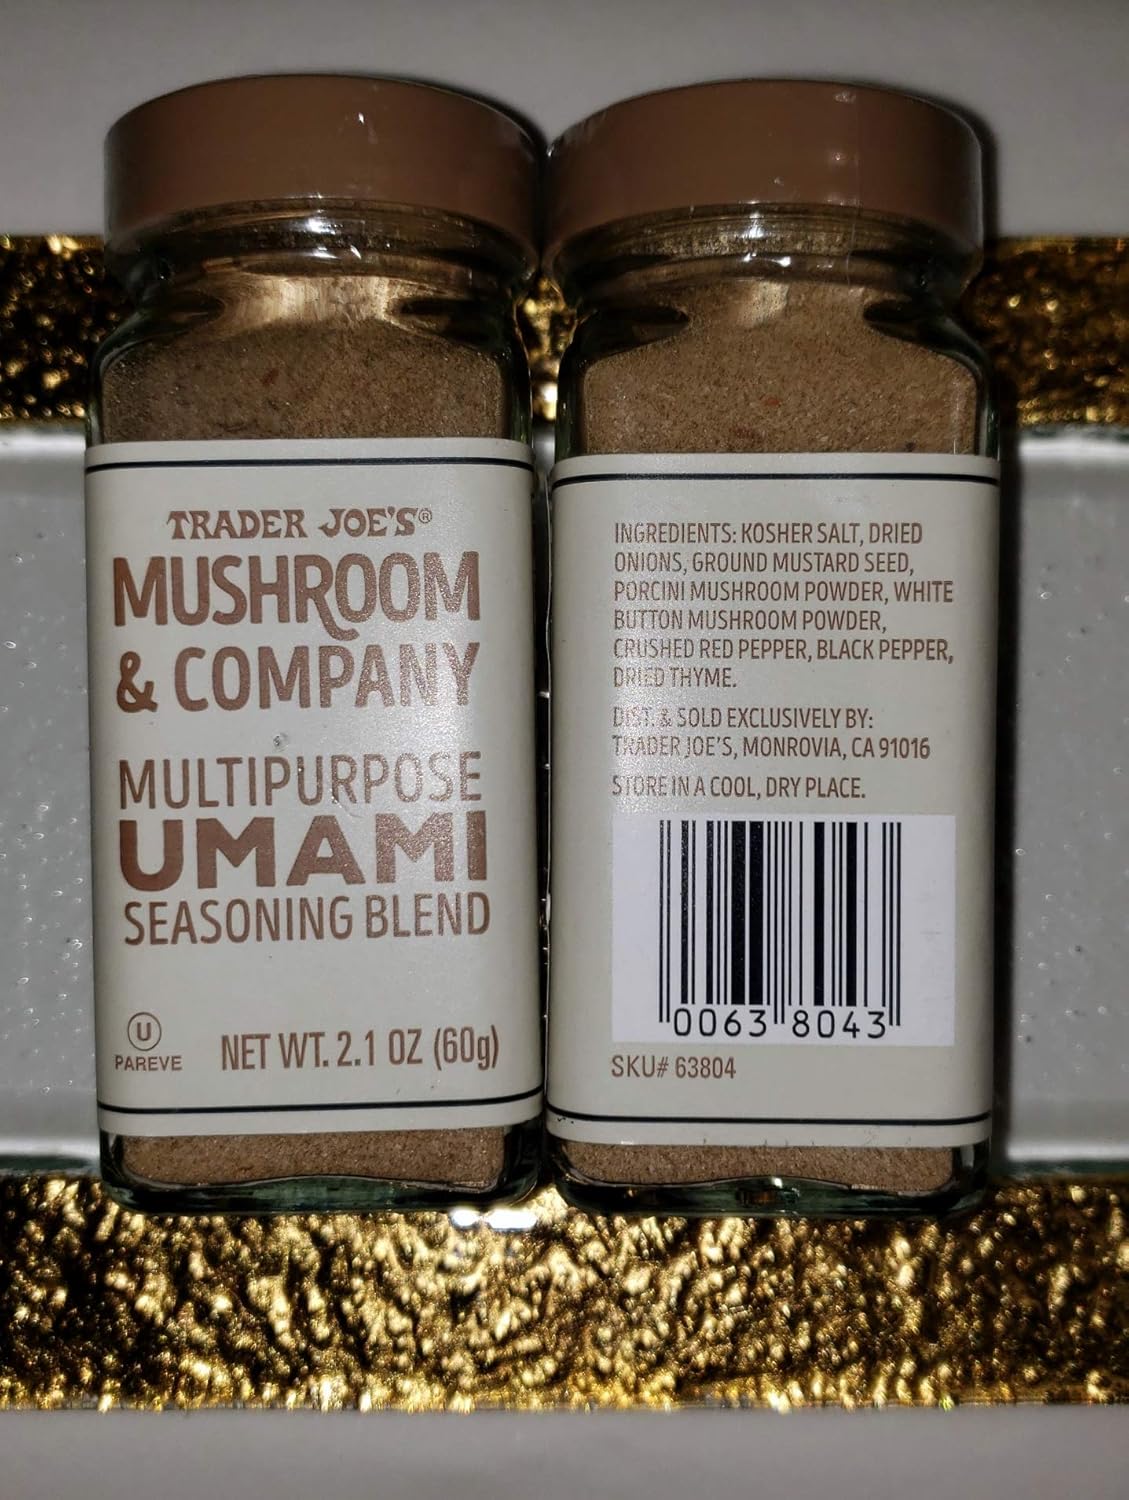 TRADER JOE'S®
MUSHROOM
& COMPANY
MULTIPURPOSE
UMAMI
SEASONING BLEND
U
PAREVE
NET WT. 2.1 OZ (60g)
INGREDIENTS: KOSHER SALT, DRIED
ONIONS, GROUND MUSTARD SEED,
PORCINI MUSHROOM POWDER, WHITE
BUTTON MUSHROOM POWDER,
CRUSHED RED PEPPER, BLACK PEPPER,
DRIED THYME.
DIST. & SOLD EXCLUSIVELY BY:
TRADER JOE'S, MONROVIA, CA 91016
STORE IN A COOL, DRY PLACE.
0063 8043
SKU# 63804